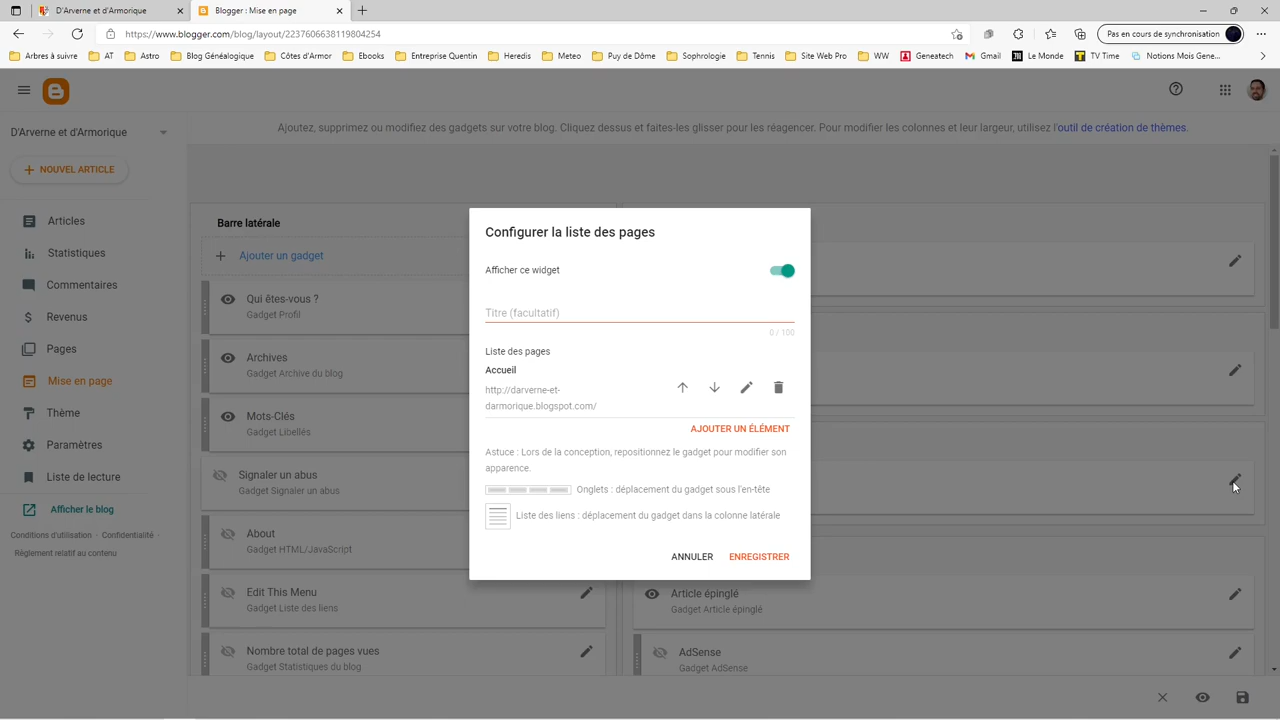 D'Arverne et d'Armorique
Blogger : Mise en page
https://www.blogger.com/blog/layout/2237606638119804254
Pas en cours de synchronisation
Arbres à suivre
AT
Astro
Blog Généalogique
Côtes d'Armor
Ebooks
Entreprise Quentin
Heredis
Meteo
Puy de Dôme
Sophrologie
Tennis
Site Web Pro
WW
Geneatech
Gmail
Le Monde
TV Time
Notions Mois Gene...
D'Arverne et d'Armorique
NOUVEL ARTICLE
Articles
Statistiques
Commentaires
Revenus
Pages
Mise en page
Thème
Paramètres
Liste de lecture
Afficher le blog
Conditions d'utilisation · Confidentialité ·
Règlement relatif au contenu
Ajoutez, supprimez ou modifiez des gadgets sur votre blog. Cliquez dessus et faites-les glisser pour les réagencer. Pour modifier les colonnes et leur largeur, utilisez l'outil de création de thèmes.
Barre latérale
Ajouter un gadget
Qui êtes-vous ?
Gadget Profil
Archives
Gadget Archive du blog
Mots-Clés
Gadget Libellés
Signaler un abus
Gadget Signaler un abus
About
Gadget HTML/JavaScript
Edit This Menu
Gadget Liste des liens
Nombre total de pages vues
Gadget Statistiques du blog
Configurer la liste des pages
Afficher ce widget
Titre (facultatif)
0 / 100
Liste des pages
Accueil
http://darverne-et-
darmorique.blogspot.com/
AJOUTER UN ÉLÉMENT
Astuce : Lors de la conception, repositionnez le gadget pour modifier son
apparence.
Onglets : déplacement du gadget sous l'en-tête
Liste des liens : déplacement du gadget dans la colonne latérale
ANNULER
ENREGISTRER
Article épinglé
Gadget Article épinglé
AdSense
Gadget AdSense